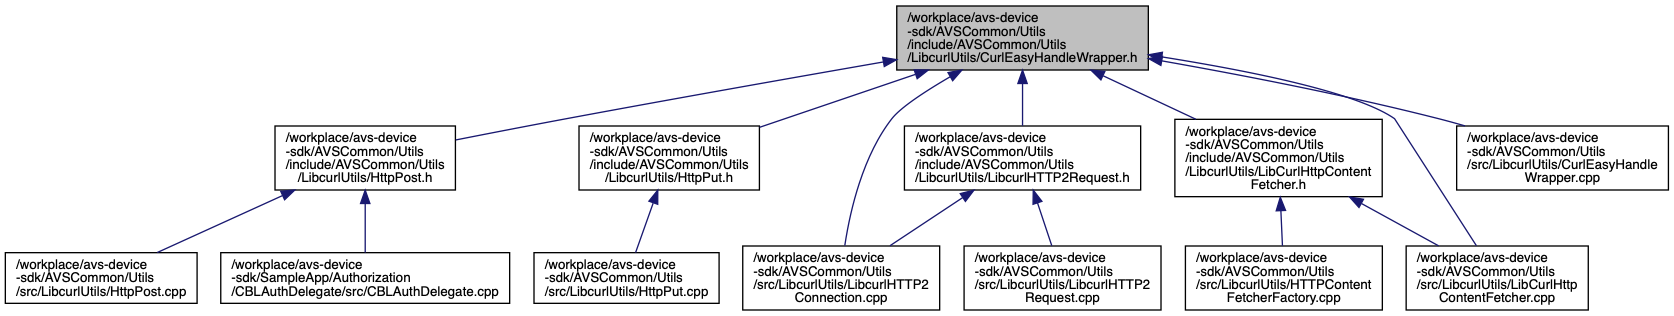 /workplace/avs-device
-sdk/AVSCommon/Utils
/include/AVSCommon/Utils
/LibcurlUtils/CurlEasyHandleWrapper.h
/workplace/avs-device
-sdk/AVSCommon/Utils
/include/AVSCommon/Utils
/LibcurlUtils/HttpPost.h
/workplace/avs-device
-sdk/AVSCommon/Utils
/include/AVSCommon/Utils
/LibcurlUtils/HttpPut.h
/workplace/avs-device
-sdk/AVSCommon/Utils
/include/AVSCommon/Utils
/LibcurlUtils/LibcurlHTTP2Request.h
/workplace/avs-device
-sdk/AVSCommon/Utils
/include/AVSCommon/Utils
/LibcurlUtils/LibCurlHttpContent
Fetcher.h
/workplace/avs-device
-sdk/AVSCommon/Utils
/src/LibcurlUtils/CurlEasyHandle
Wrapper.cpp
/workplace/avs-device
-sdk/AVSCommon/Utils
/src/LibcurlUtils/HttpPost.cpp
/workplace/avs-device
-sdk/SampleApp/Authorization
/CBLAuthDelegate/src/CBLAuthDelegate.cpp
/workplace/avs-device
-sdk/AVSCommon/Utils
/src/LibcurlUtils/HttpPut.cpp
/workplace/avs-device
-sdk/AVSCommon/Utils
/src/LibcurlUtils/LibcurlHTTP2
Connection.cpp
/workplace/avs-device
-sdk/AVSCommon/Utils
/src/LibcurlUtils/LibcurlHTTP2
Request.cpp
/workplace/avs-device
-sdk/AVSCommon/Utils
/src/LibcurlUtils/HTTPContent
FetcherFactory.cpp
/workplace/avs-device
-sdk/AVSCommon/Utils
/src/LibcurlUtils/LibCurlHttp
ContentFetcher.cpp